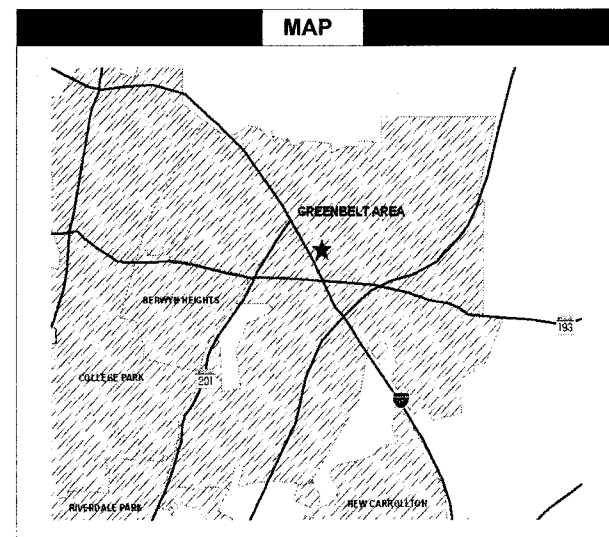 MAP
GREENBELT AREA
BERWYN HEIGHTS
193
COLLEGE PARK
201
RIVERDALE PARK
NEW CARROLLTON